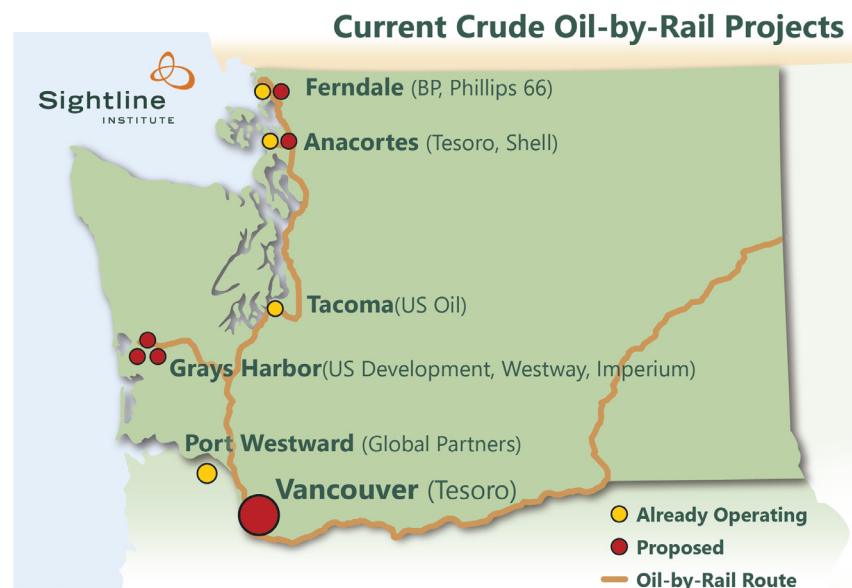 Current Crude Oil-by-Rail Projects
Sightline
INSTITUTE
Ferndale (BP, Phillips 66)
Anacortes (Tesoro, Shell)
Tacoma(US Oil)
Grays Harbor(US Development, Westway, Imperium)
Port Westward (Global Partners)
Vancouver (Tesoro)
Already Operating
Proposed
Oil-by-Rail Route